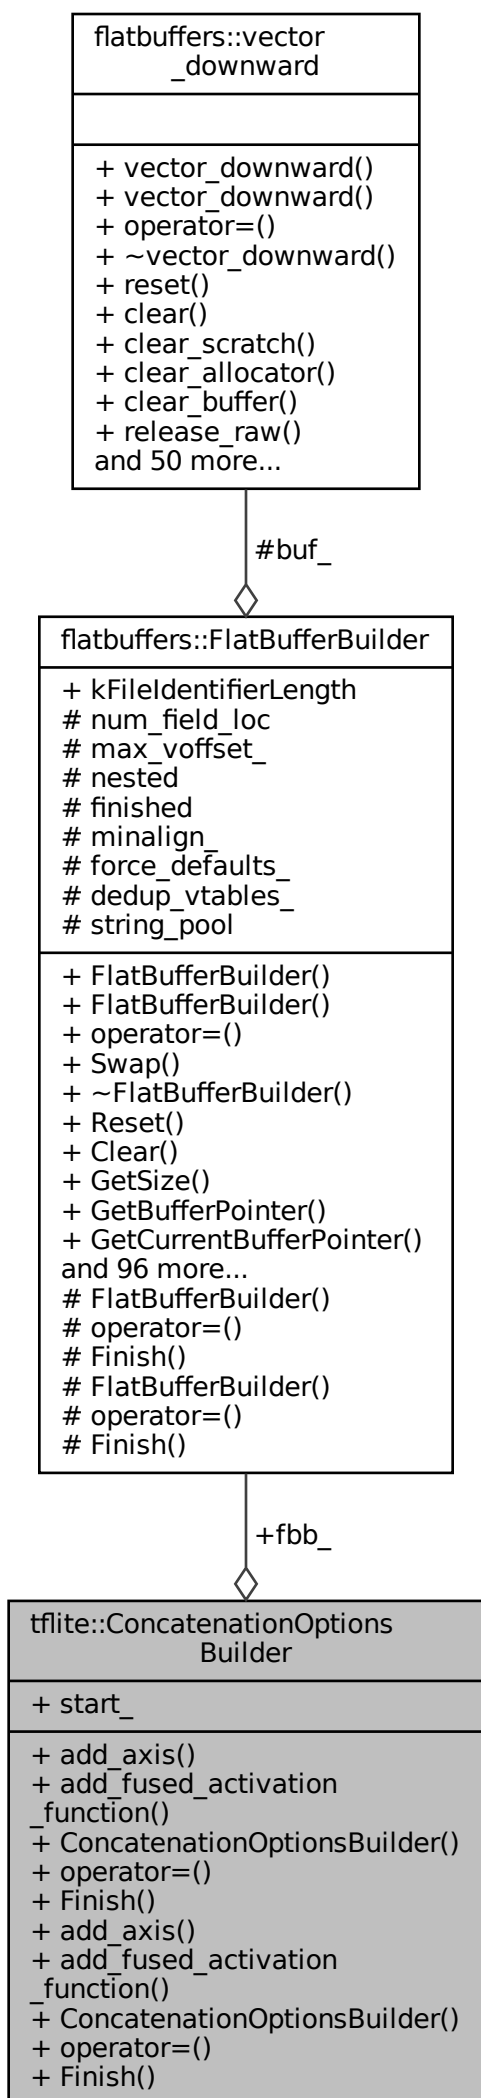 flatbuffers::vector
_downward
+ vector_downward()
+ vector_downward()
+ operator=()
+ ~vector_downward()
+ reset()
+ clear()
+ clear_scratch()
+ clear_allocator()
+ clear_buffer()
+ release_raw()
and 50 more...
#buf_
flatbuffers::FlatBufferBuilder
+ kFileIdentifierLength
# num_field_loc
# max_voffset_
# nested
# finished
# minalign_
# force_defaults_
# dedup_vtables_
# string_pool
+ FlatBufferBuilder()
+ FlatBufferBuilder()
+ operator=()
+ Swap()
+ ~FlatBufferBuilder()
+ Reset()
+ Clear()
+ GetSize()
+ GetBufferPointer()
+ GetCurrentBufferPointer()
and 96 more...
# FlatBufferBuilder()
# operator=()
# Finish()
# FlatBufferBuilder()
# operator=()
# Finish()
+fbb_
tflite::ConcatenationOptions
Builder
+ start_
+ add_axis()
+ add_fused_activation
_function()
+ ConcatenationOptionsBuilder()
+ operator=()
+ Finish()
+ add_axis()
+ add_fused_activation
_function()
+ ConcatenationOptionsBuilder()
+ operator=()
+ Finish()